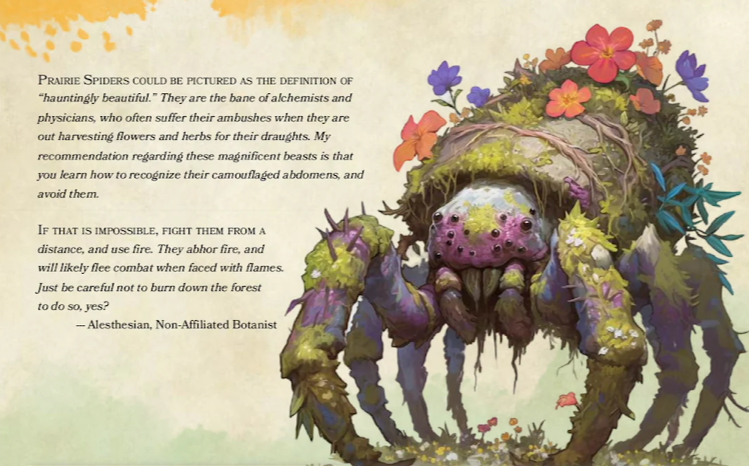 Prairie Spiders could be pictured as the definition of
“hauntingly beautiful.” They are the bane of alchemists and
physicians, who often suffer their ambushes when they are
out harvesting flowers and herbs for their draughts. My
recommendation regarding these magnificent beasts is that
you learn how to recognize their camouflaged abdomens, and
avoid them.
If that is impossible, fight them from a
distance, and use fire. They abhor fire, and
will likely flee combat when faced with flames.
Just be careful not to burn down the forest
to do so, yes?
— Alesthesian, Non-Affiliated Botanist